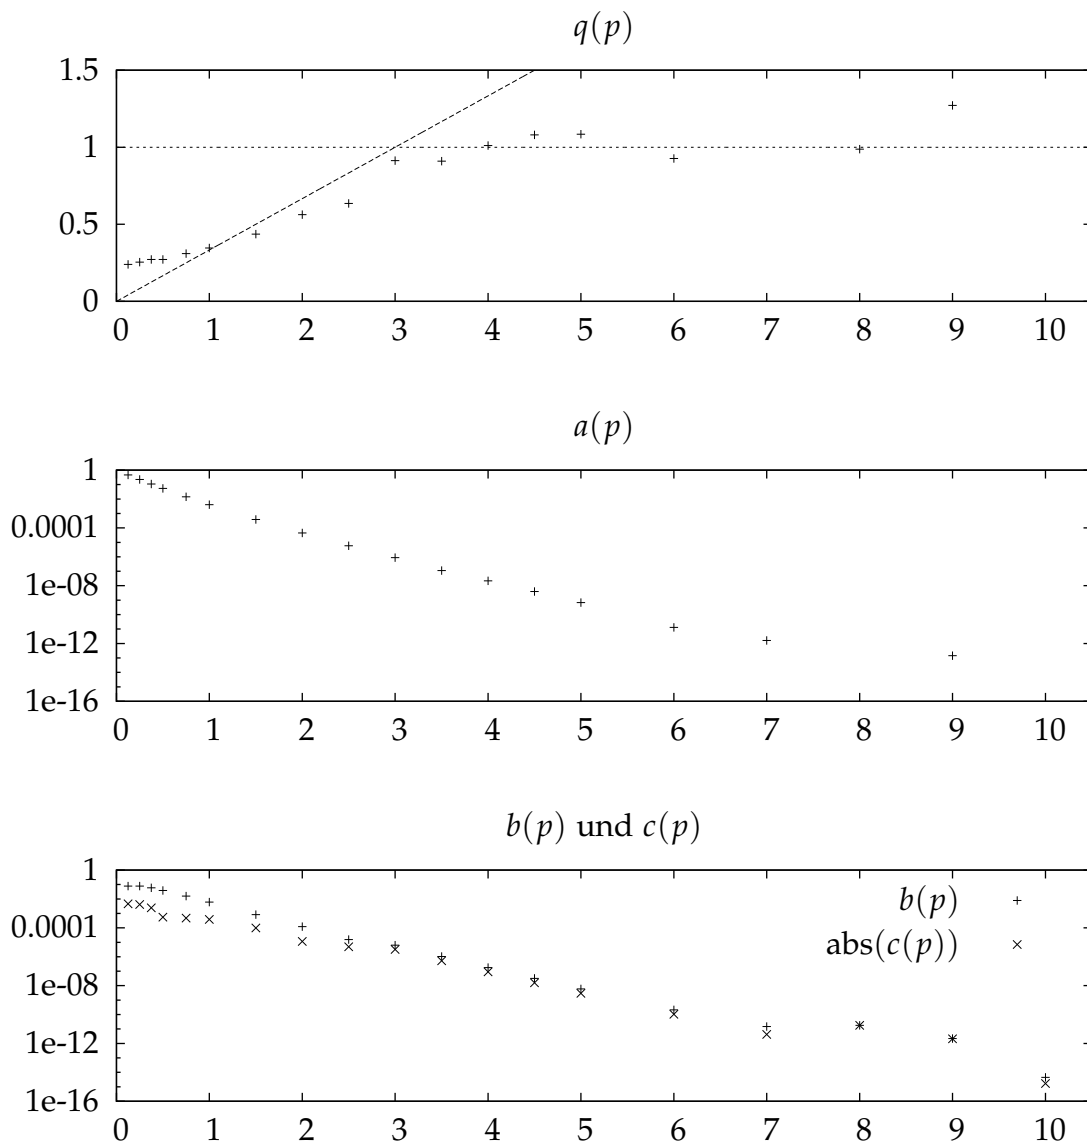 q(p)
1.5
1
0.5
0
0 1 2 3 4 5 6 7 8 9 10
a(p)
1
0.0001
1e-08
1e-12
1e-16
0 1 2 3 4 5 6 7 8 9 10
b(p) und c(p)
1
b(p)
0.0001
abs(c(p))
1e-08
1e-12
1e-16
0 1 2 3 4 5 6 7 8 9 10